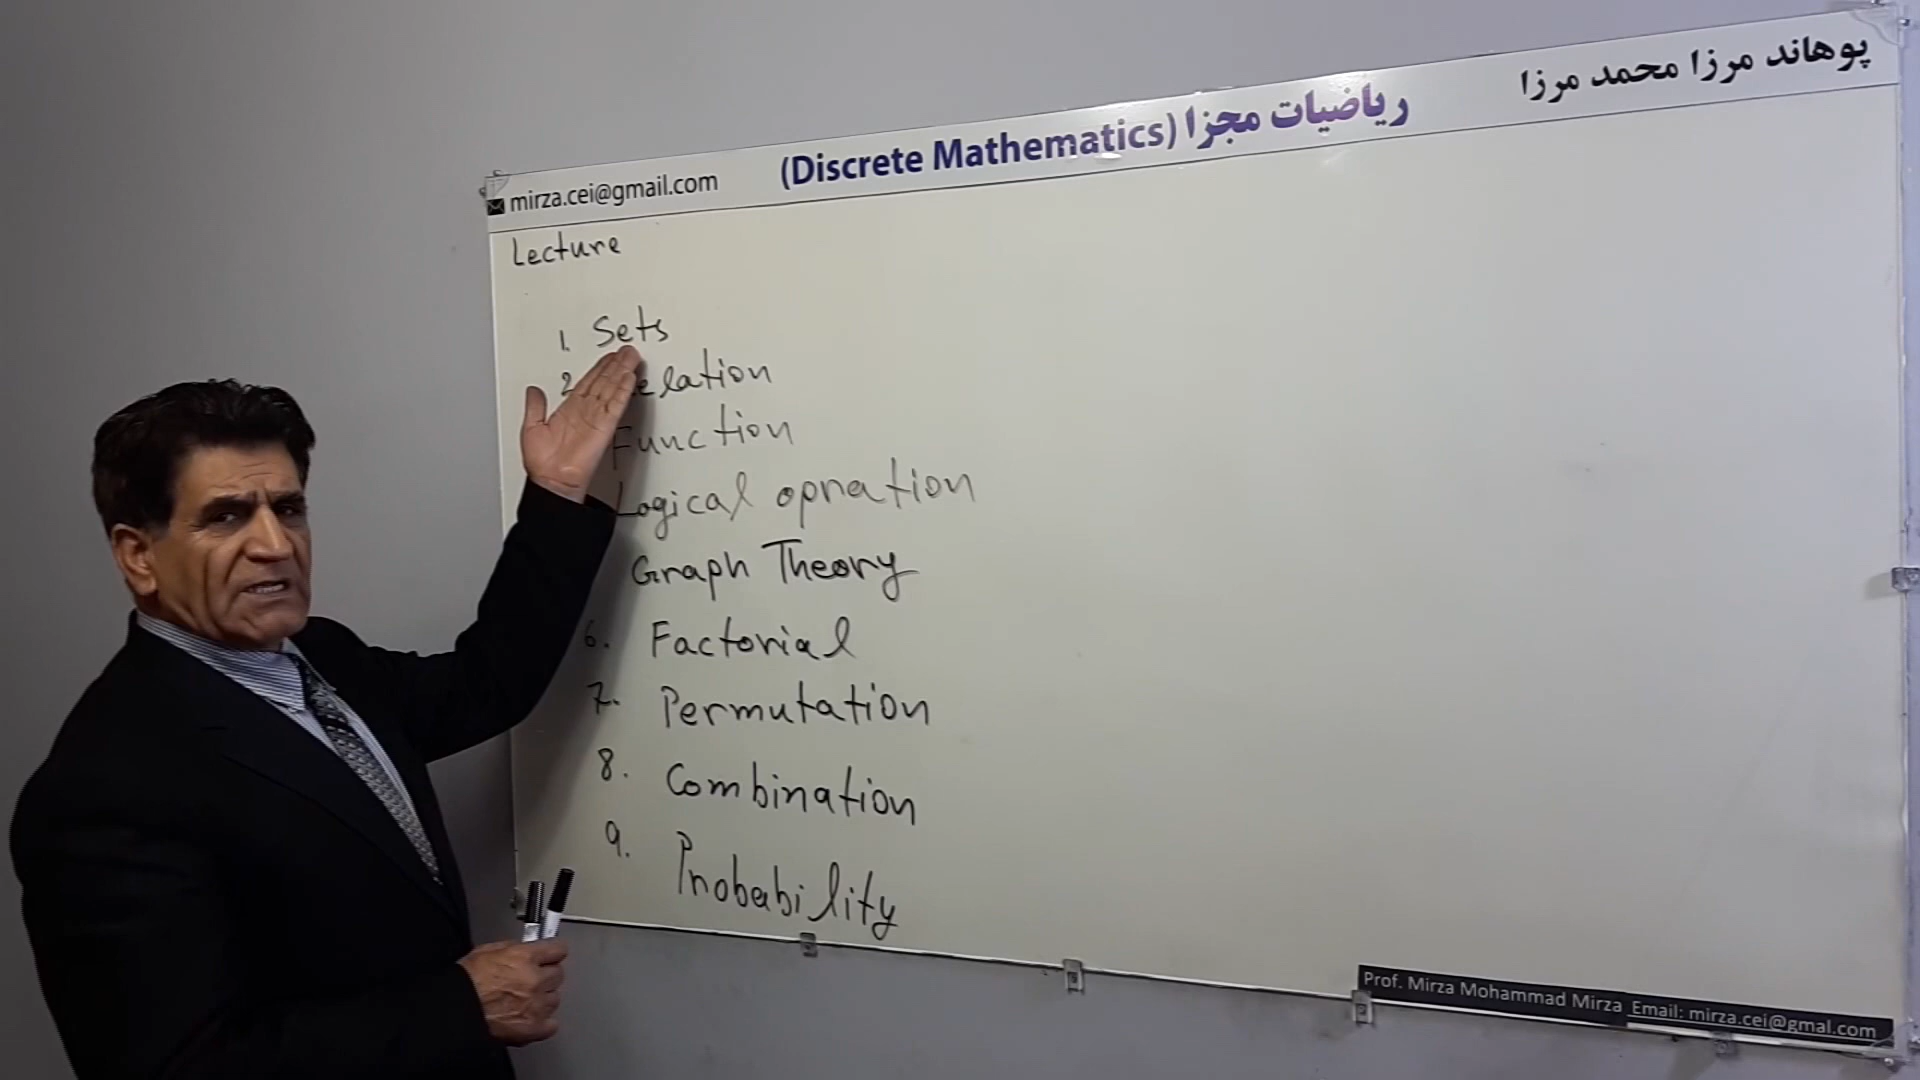 پوهاند مرزا محمد مرزا
ریاضیات مجزا (Discrete Mathematics)
mirza.cei@gmail.com
Lecture
1. Sets
2. elation
Function
Logical opration
Graph Theory
6. Factorial
7. Permutation
8. Combination
9. Probability
Prof. Mirza Mohammad Mirza Email: mirza.cei@gmal.com